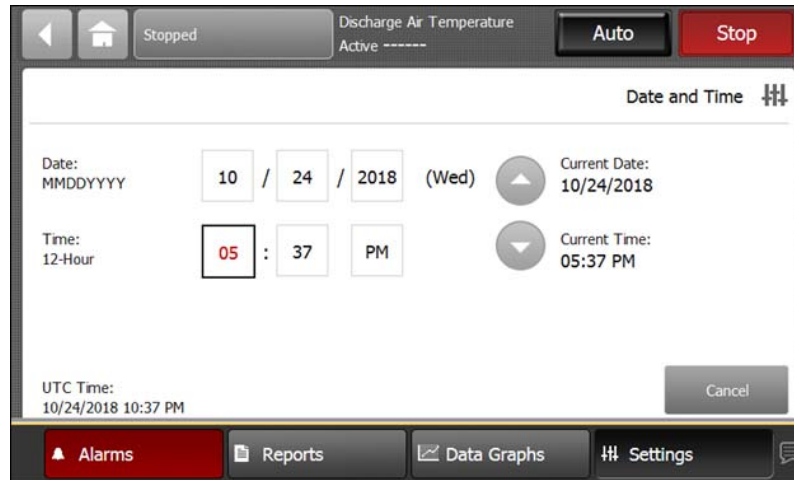 Stopped
Discharge Air Temperature
Active ------
Auto
Stop
Date and Time
Date:
MMDDYYYY
10 / 24 / 2018 (Wed)
Current Date:
10/24/2018
Time:
12-Hour
05 : 37 PM
Current Time:
05:37 PM
UTC Time:
10/24/2018 10:37 PM
Cancel
Alarms
Reports
Data Graphs
Settings